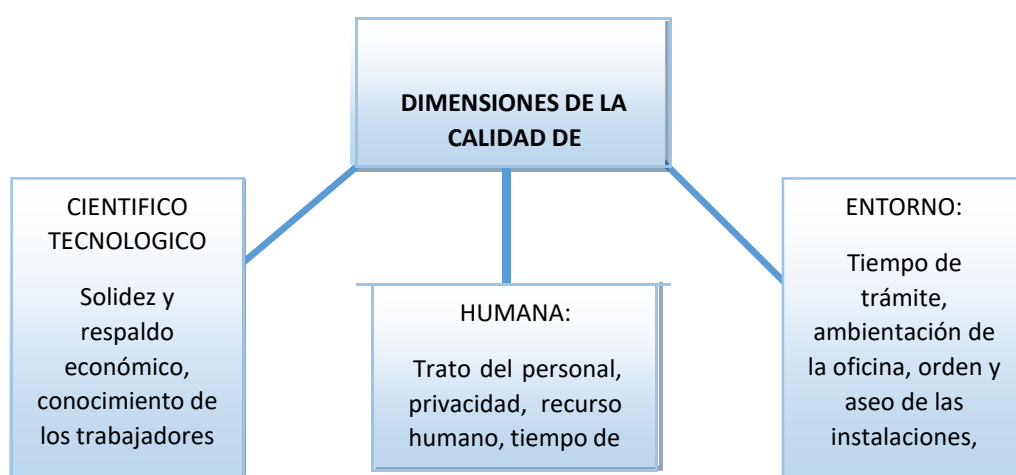 DIMENSIONES DE LA
CALIDAD DE
CIENTIFICO
TECNOLOGICO
Solidez y
respaldo
económico,
conocimiento de
los trabajadores
HUMANA:
Trato del personal,
privacidad, recurso
humano, tiempo de
ENTORNO:
Tiempo de
trámite,
ambientación de
la oficina, orden y
aseo de las
instalaciones,